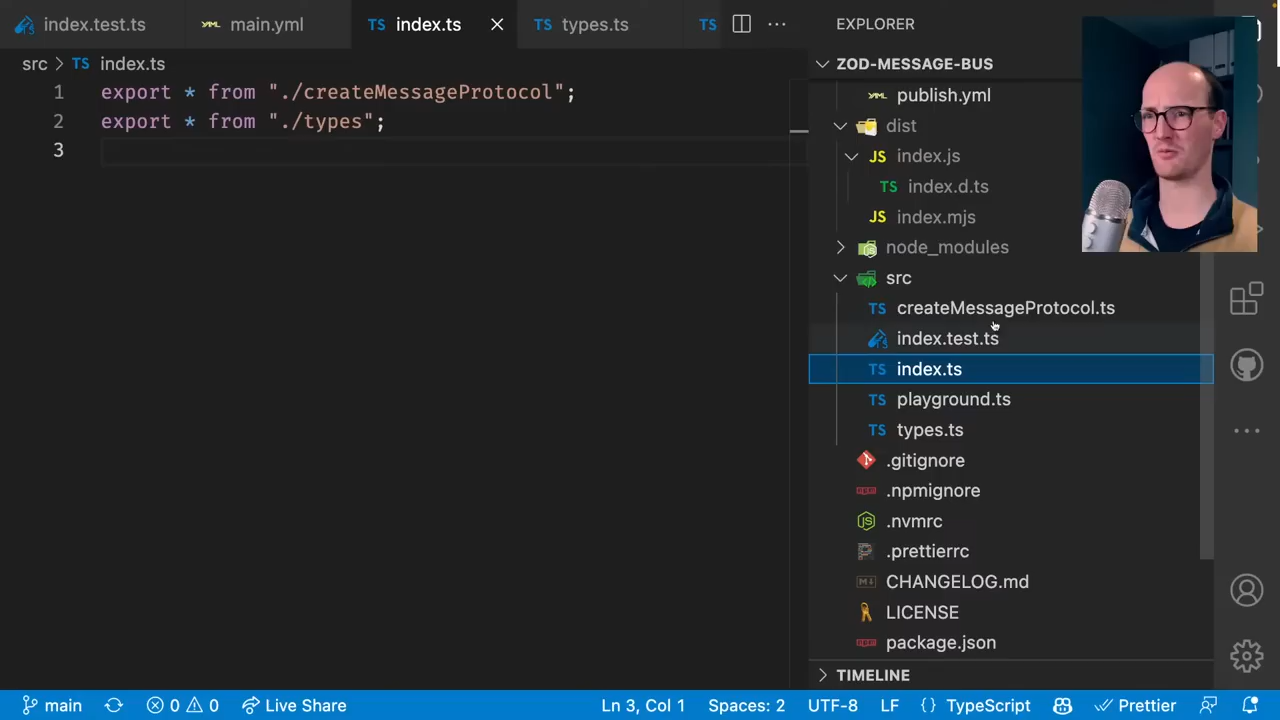 index.test.ts
YAML main.yml
TS index.ts
TS types.ts
TS
src > TS index.ts
1 export * from "./createMessageProtocol";
2 export * from "./types";
3
EXPLORER
ZOD-MESSAGE-BUS
YAML publish.yml
dist
JS index.js
TS index.d.ts
JS index.mjs
node_modules
src
TS createMessageProtocol.ts
index.test.ts
TS index.ts
TS playground.ts
TS types.ts
.gitignore
.npmignore
.nvmrc
.prettierrc
CHANGELOG.md
LICENSE
package.json
TIMELINE
main 0 0 Live Share Ln 3, Col 1 Spaces: 2 UTF-8 LF {} TypeScript Prettier